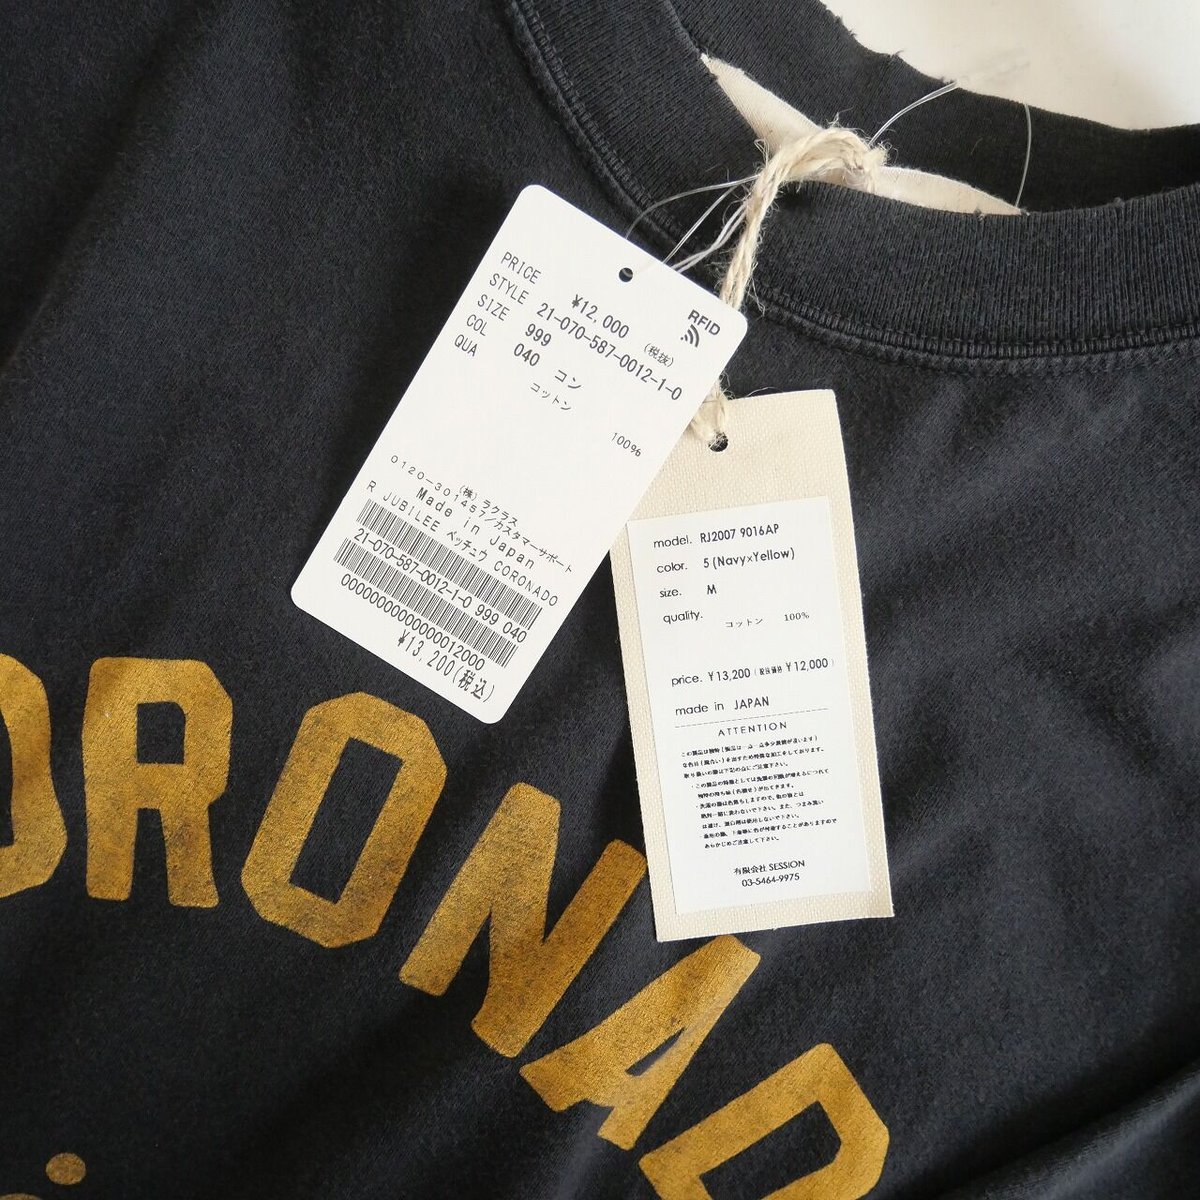 PRICE ¥12,000 (税抜)
STYLE 21-070-587-0012-1-0
SIZE 999
COL 040 コン
QUA コットン
100%
(株) ラクラス
0120-301457/カスタマーサポート
Made in Japan
R JUBILEE ベッチュウ CORONADO
21-070-587-0012-1-0 999 040
0000000000000012000
¥13,200(税込)
RFID
model. RJ2007 9016AP
color. 5 (Navy×Yellow)
size. M
quality. コットン 100%
price. ¥13,200 (税抜価格 ¥12,000)
made in JAPAN
ATTENTION
有限会社 SESSION
03-5464-9975
ORONAD